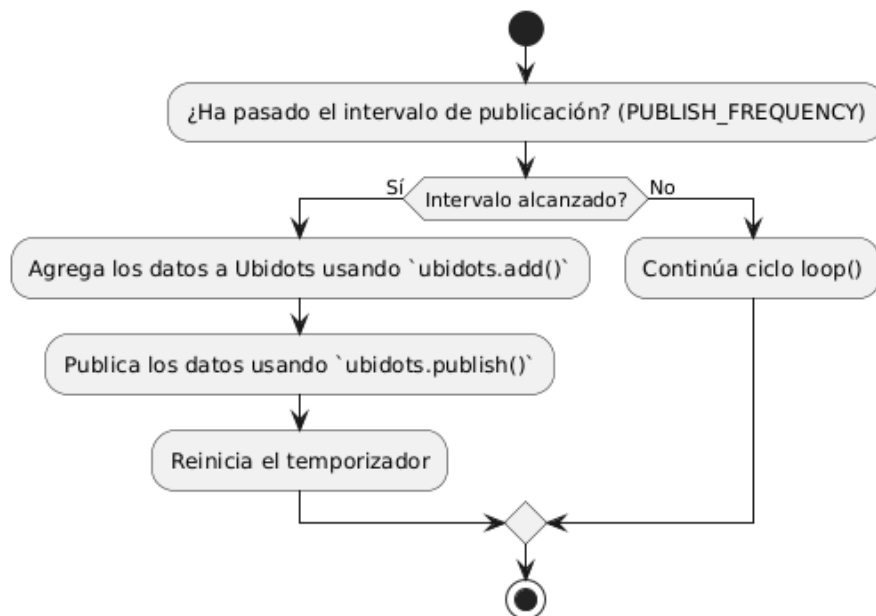 ¿Ha pasado el intervalo de publicación? (PUBLISH_FREQUENCY)
Sí
Intervalo alcanzado?
No
Agrega los datos a Ubidots usando `ubidots.add()`
Continúa ciclo loop()
Publica los datos usando `ubidots.publish()`
Reinicia el temporizador